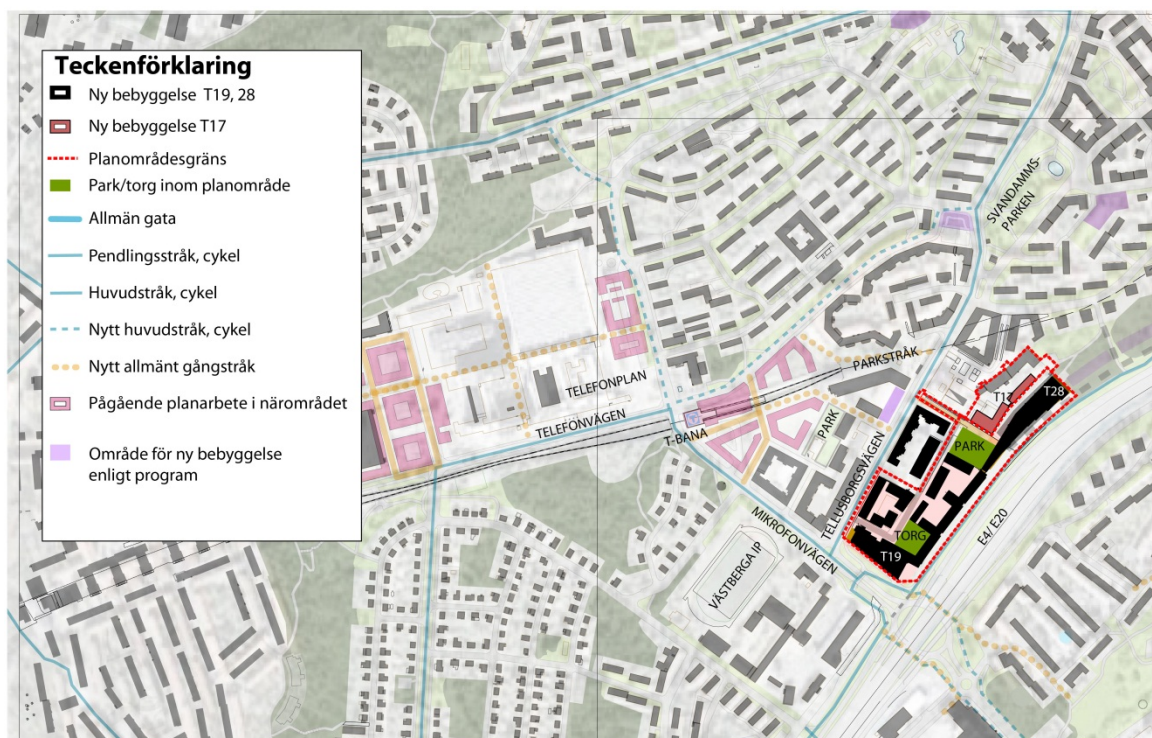 Teckenförklaring
Ny bebyggelse T19, 28
Ny bebyggelse T17
Planområdesgräns
Park/torg inom planområde
Allmän gata
Pendlingsstråk, cykel
Huvudstråk, cykel
Nytt huvudstråk, cykel
Nytt allmänt gångstråk
Pågående planarbete i närområdet
Område för ny bebyggelse
enligt program
SVANDAMMS-
PARKEN
PARKSTRÅK
TELEFONPLAN
TELEFONVÄGEN
T-BANA
PARK
T17
T28
PARK
TELLUSBORGSVÄGEN
MIKROFONVÄGEN
VÄSTBERGA IP
TORG
T19
E4/ E20